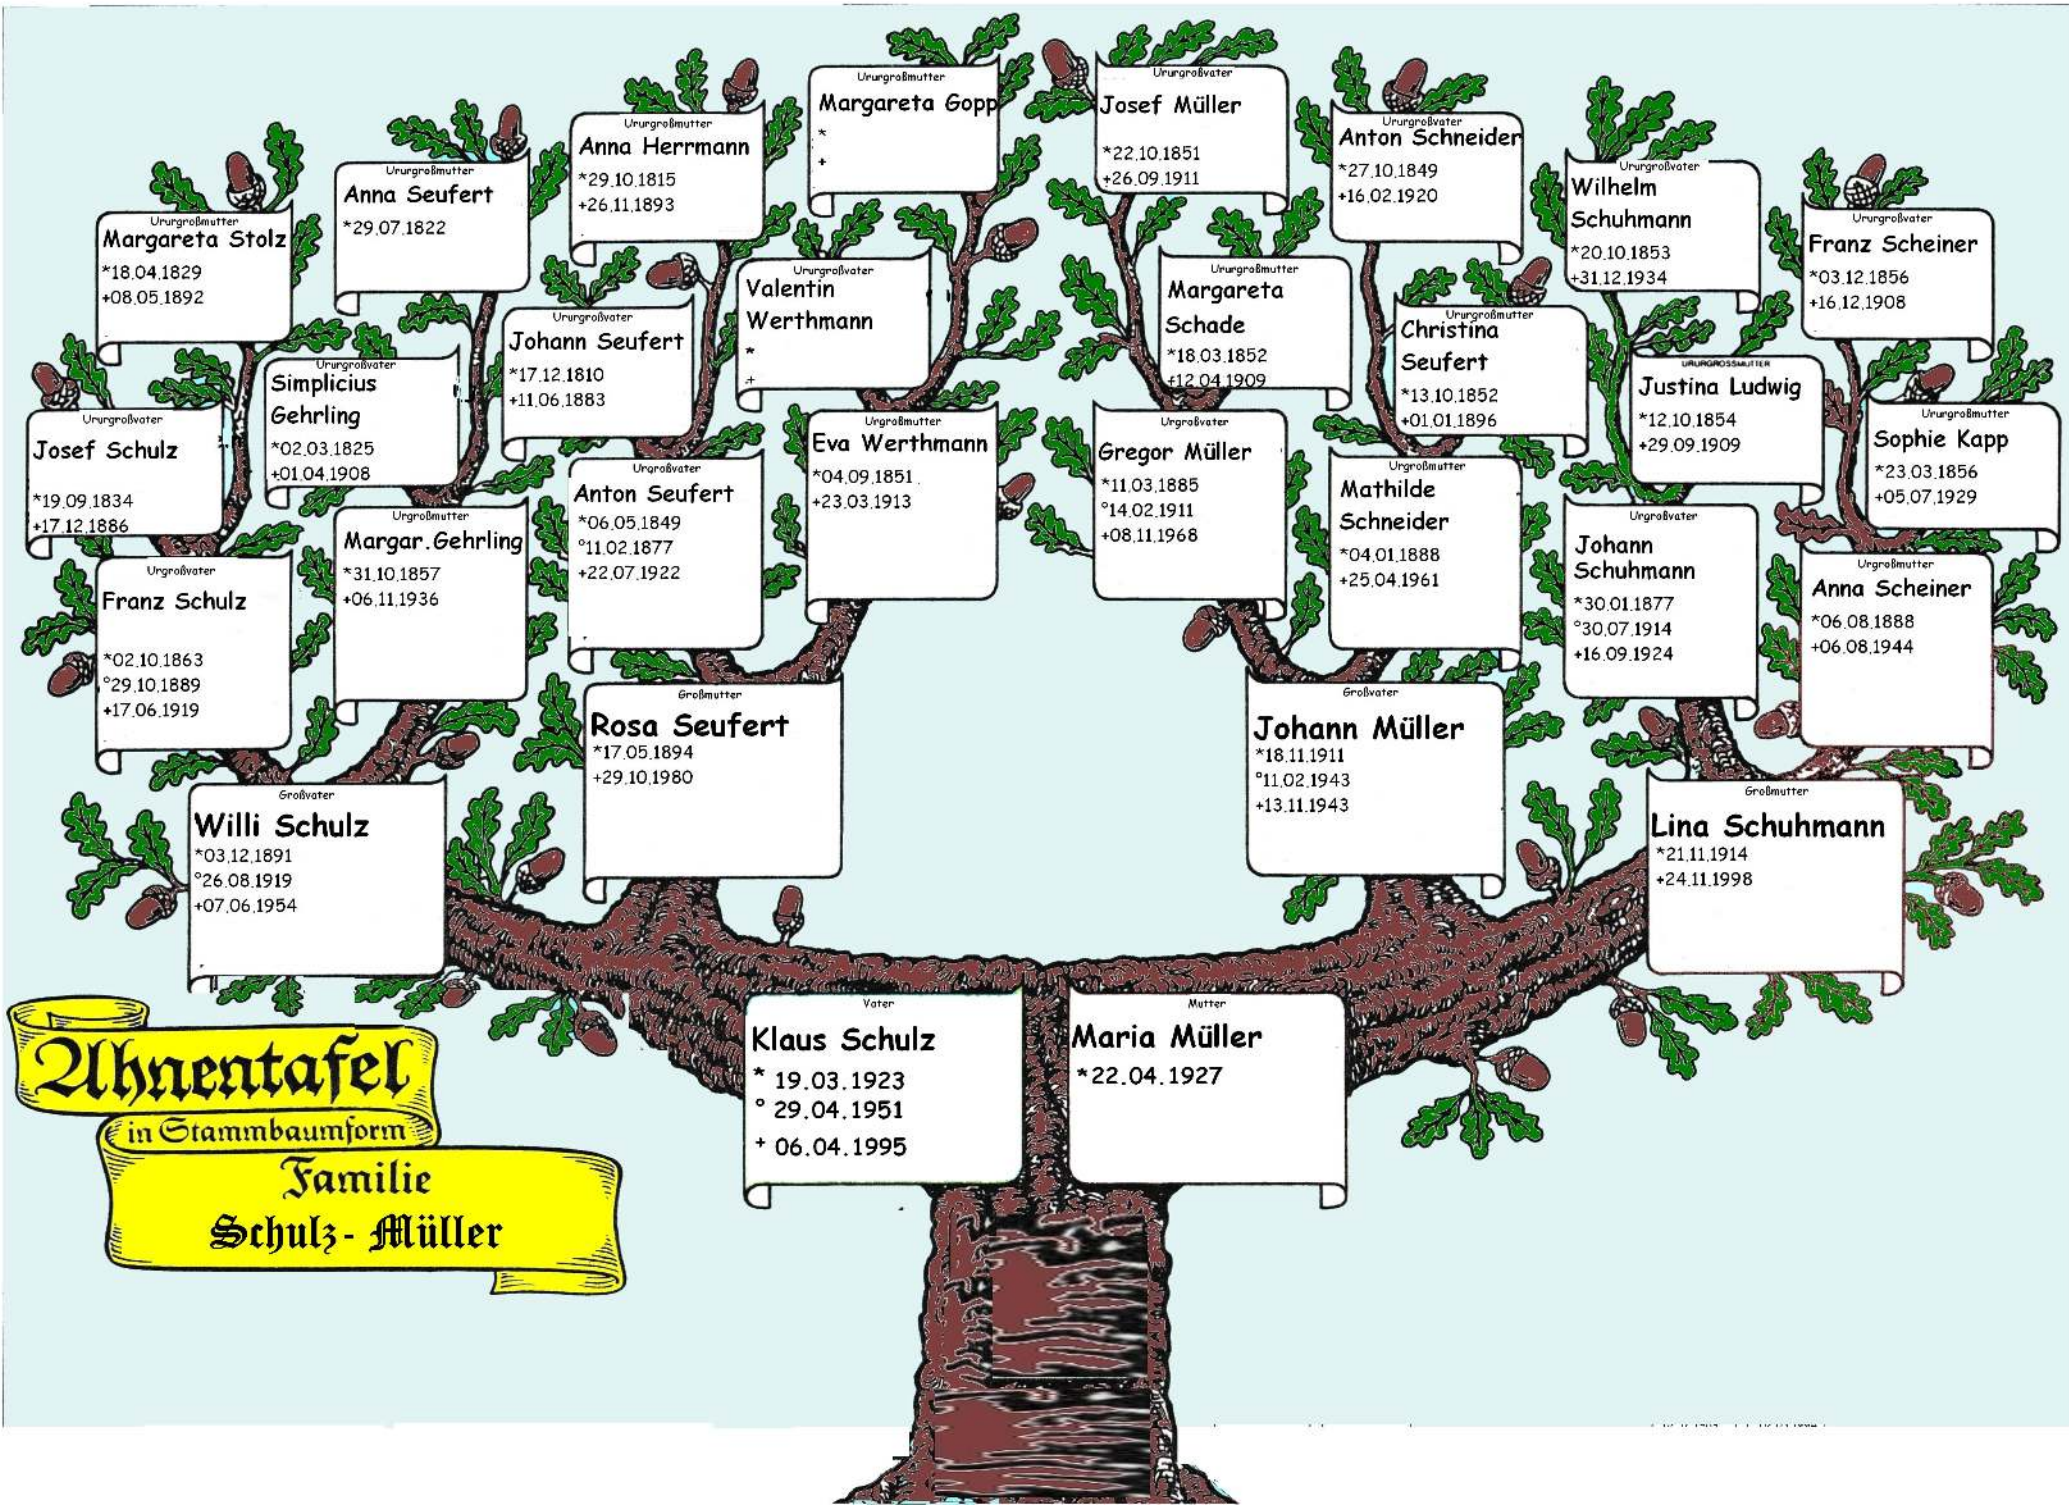 Ururgroßmutter
Margareta Gopp
*
+
Ururgroßvater
Josef Müller
*22.10.1851
+26.09.1911
Ururgroßmutter
Anna Herrmann
*29.10.1815
+26.11.1893
Ururgroßvater
Anton Schneider
*27.10.1849
+16.02.1920
Ururgroßmutter
Anna Seufert
*29.07.1822
Ururgroßvater
Wilhelm
Schuhmann
*20.10.1853
+31.12.1934
Ururgroßmutter
Margareta Stolz
*18.04.1829
+08.05.1892
Ururgroßvater
Franz Scheiner
*03.12.1856
+16.12.1908
Ururgroßvater
Valentin
Werthmann
*
+
Ururgroßmutter
Margareta
Schade
*18.03.1852
+12.04.1909
Ururgroßvater
Johann Seufert
*17.12.1810
+11.06.1883
Ururgroßmutter
Christina
Seufert
*13.10.1852
+01.01.1896
Ururgroßvater
Simplicius
Gehrling
*02.03.1825
+01.04.1908
URURGROSSMUTTER
Justina Ludwig
*12.10.1854
+29.09.1909
Ururgroßvater
Josef Schulz
*19.09.1834
+17.12.1886
Ururgroßmutter
Sophie Kapp
*23.03.1856
+05.07.1929
Urgroßmutter
Eva Werthmann
*04.09.1851
+23.03.1913
Urgroßvater
Gregor Müller
*11.03.1885
°14.02.1911
+08.11.1968
Urgroßvater
Anton Seufert
*06.05.1849
°11.02.1877
+22.07.1922
Urgroßmutter
Mathilde
Schneider
*04.01.1888
+25.04.1961
Urgroßmutter
Margar.Gehrling
*31.10.1857
+06.11.1936
Urgroßvater
Johann
Schuhmann
*30.01.1877
°30.07.1914
+16.09.1924
Urgroßvater
Franz Schulz
*02.10.1863
°29.10.1889
+17.06.1919
Urgroßmutter
Anna Scheiner
*06.08.1888
+06.08.1944
Großmutter
Rosa Seufert
*17.05.1894
+29.10.1980
Großvater
Johann Müller
*18.11.1911
°11.02.1943
+13.11.1943
Großvater
Willi Schulz
*03.12.1891
°26.08.1919
+07.06.1954
Großmutter
Lina Schuhmann
*21.11.1914
+24.11.1998
Vater
Klaus Schulz
* 19.03.1923
° 29.04.1951
+ 06.04.1995
Mutter
Maria Müller
*22.04.1927
Ahnentafel
in Stammbaumform
Familie
Schulz - Müller